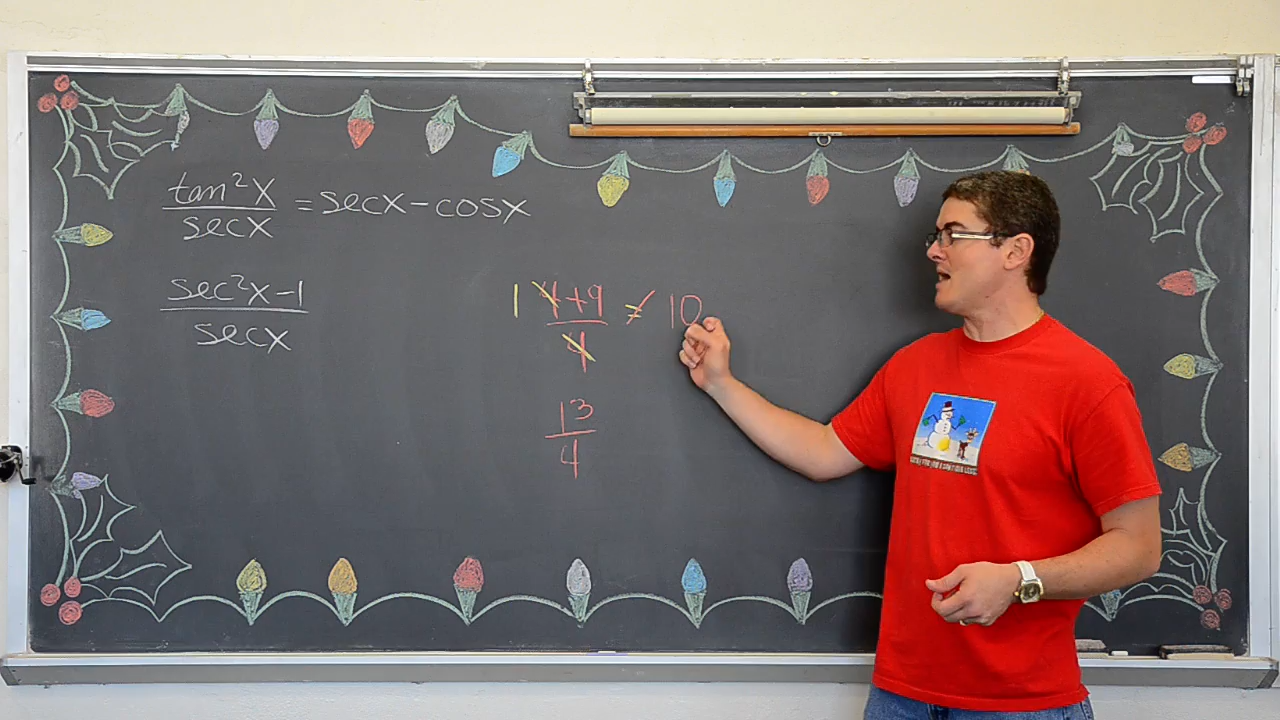 tan²x
secx
=secx-cosx
sec²x-1
secx
1 4+9 ≠ 10
4
13
4